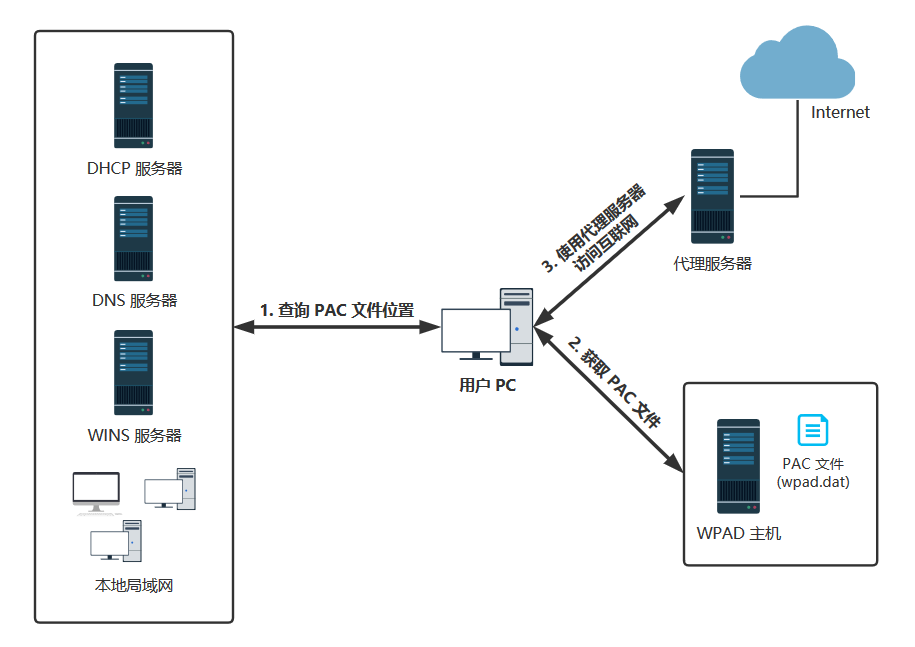 DHCP 服务器
DNS 服务器
WINS 服务器
本地局域网
1. 查询 PAC 文件位置
用户 PC
3. 使用代理服务器
访问互联网
2. 获取 PAC 文件
Internet
代理服务器
PAC 文件
(wpad.dat)
WPAD 主机